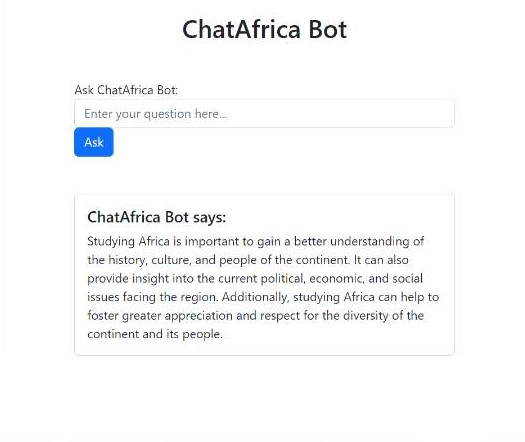 ChatAfrica Bot
Ask ChatAfrica Bot:
Enter your question here...
Ask
ChatAfrica Bot says:
Studying Africa is important to gain a better understanding of
the history, culture, and people of the continent. It can also
provide insight into the current political, economic, and social
issues facing the region. Additionally, studying Africa can help to
foster greater appreciation and respect for the diversity of the
continent and its people.